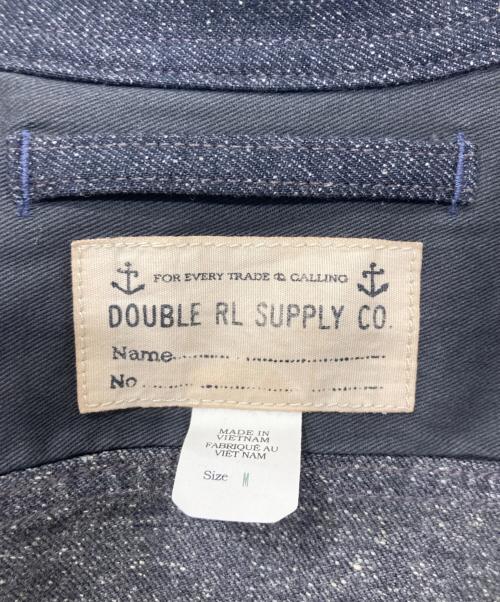 FOR EVERY TRADE & CALLING
DOUBLE RL SUPPLY CO.
Name
No
MADE IN
VIETNAM
FABRIQUÉ AU
VIET NAM
Size M